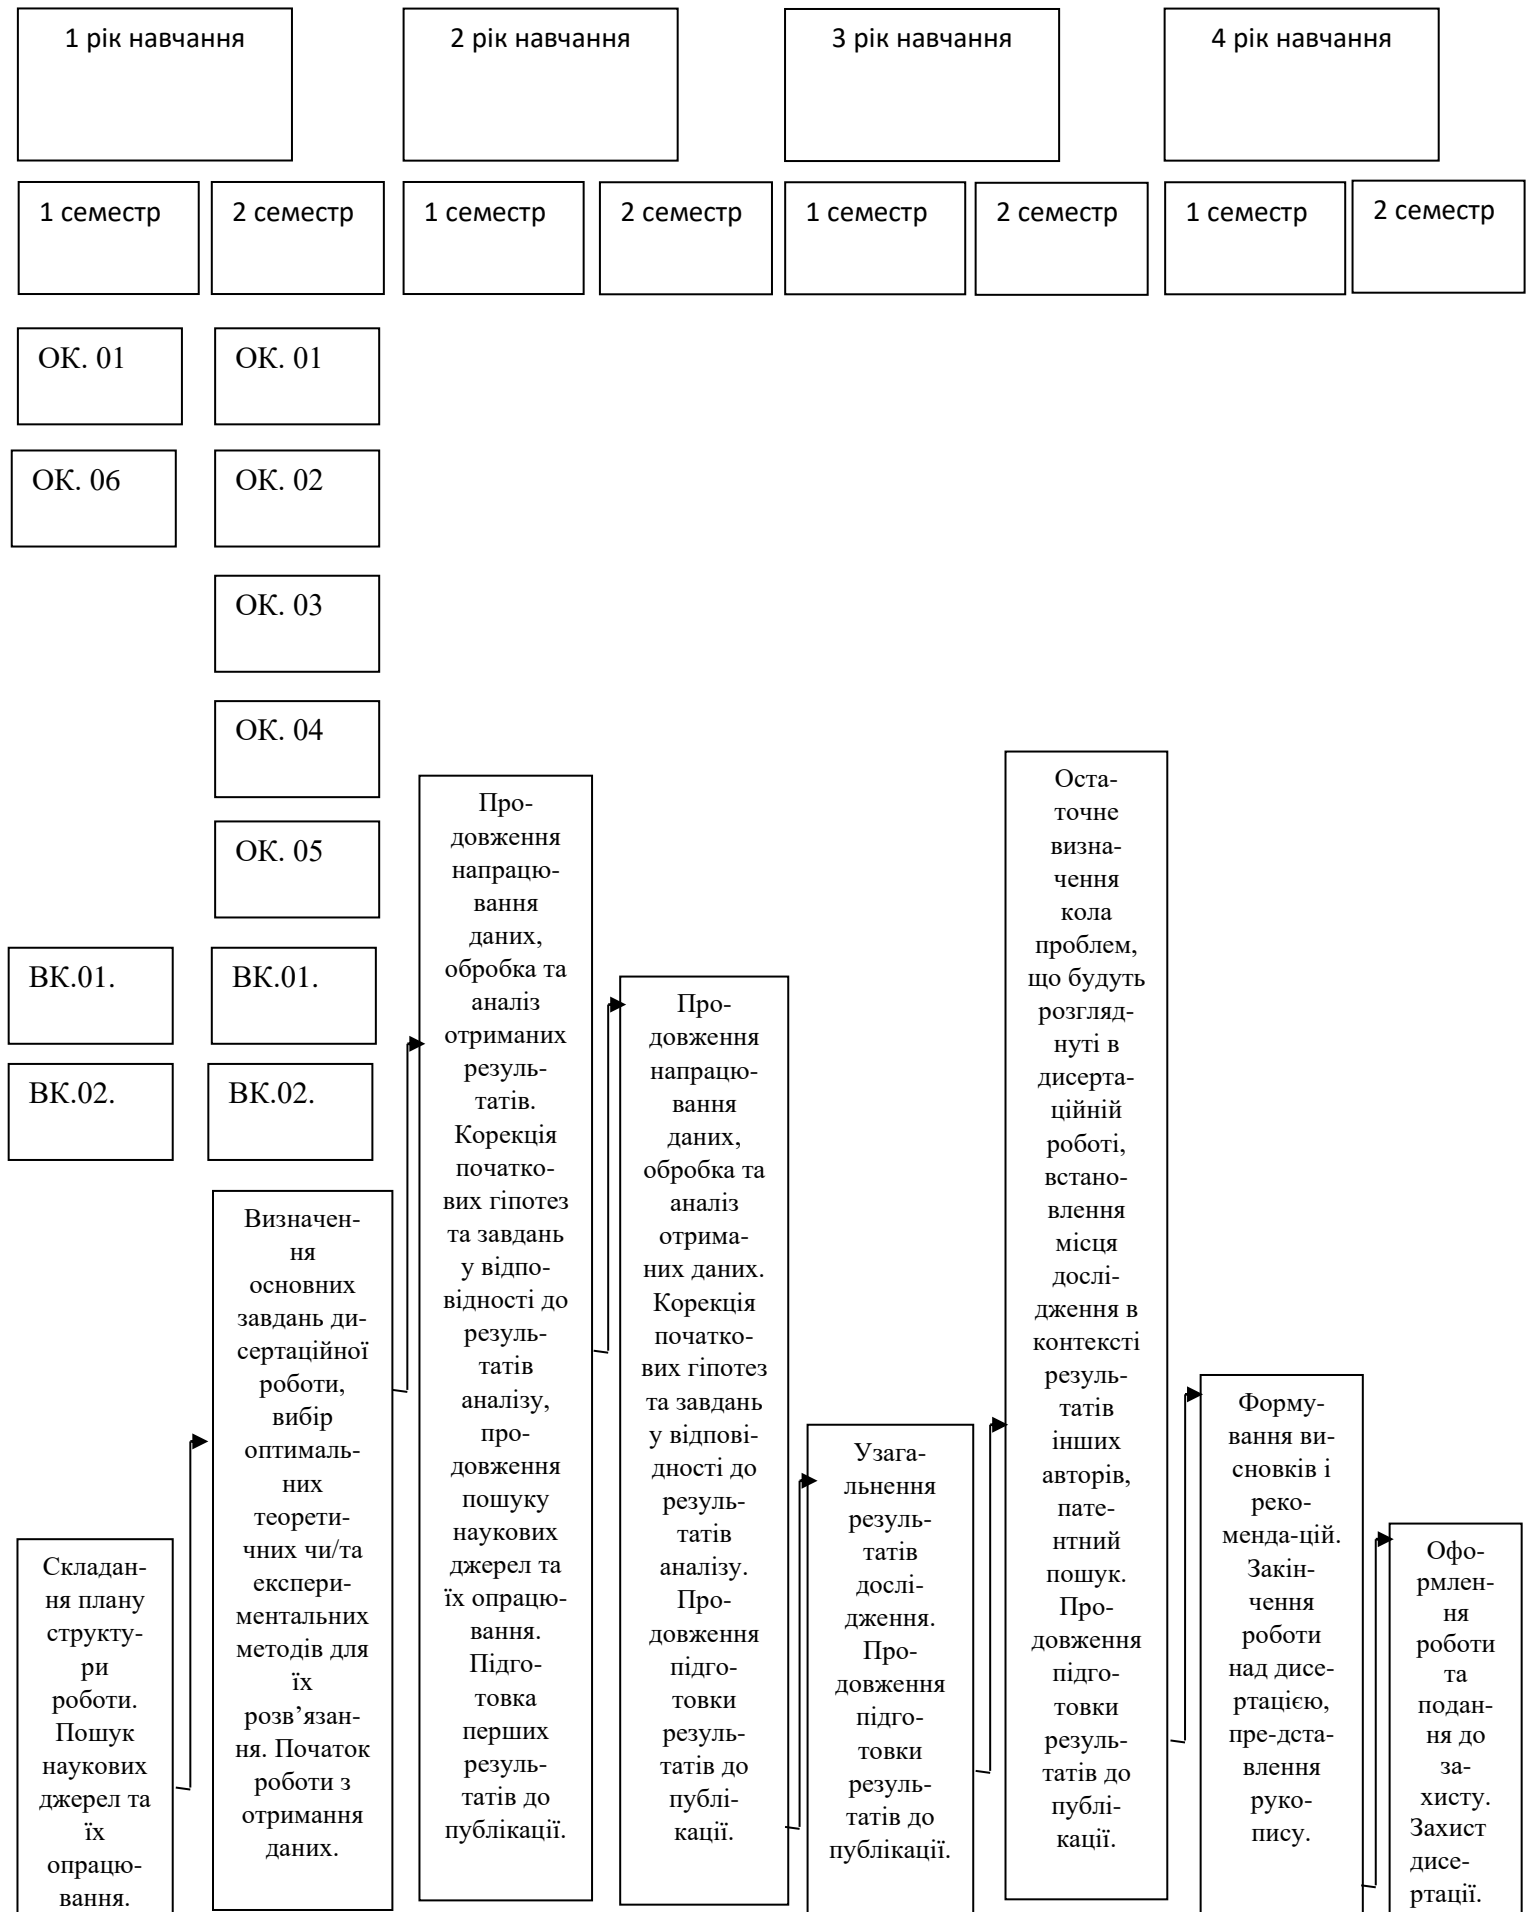 1 рік навчання
2 рік навчання
3 рік навчання
4 рік навчання
1 семестр
2 семестр
1 семестр
2 семестр
1 семестр
2 семестр
1 семестр
2 семестр
ОК. 01
ОК. 01
ОК. 06
ОК. 02
ОК. 03
ОК. 04
ОК. 05
ВК.01.
ВК.01.
ВК.02.
ВК.02.
Складан-
ня плану
структу-
ри
роботи.
Пошук
наукових
джерел та
їх
опрацю-
вання.
Визначен-
ня
основних
завдань ди-
сертаційної
роботи,
вибір
оптималь-
них
теорети-
чних чи/та
експери-
ментальних
методів для
їх
розв’язан-
ня. Початок
роботи з
отримання
даних.
Про-
довження
напрацю-
вання
даних,
обробка та
аналіз
отриманих
резуль-
татів.
Корекція
початко-
вих гіпотез
та завдань
у відпо-
відності до
резуль-
татів
аналізу,
про-
довження
пошуку
наукових
джерел та
їх опрацю-
вання.
Підго-
товка
перших
резуль-
татів до
публікації.
Про-
довження
напрацю-
вання
даних,
обробка та
аналіз
отрима-
них даних.
Корекція
початко-
вих гіпотез
та завдань
у відпові-
дності до
резуль-
татів
аналізу.
Про-
довження
підго-
товки
резуль-
татів до
публі-
кації.
Узага-
льнення
резуль-
татів
дослі-
дження.
Про-
довження
підго-
товки
резуль-
татів до
публікації.
Оста-
точне
визна-
чення
кола
проблем,
що будуть
розгляд-
нуті в
дисерта-
ційній
роботі,
встано-
влення
місця
дослі-
дження в
контексті
резуль-
татів
інших
авторів,
пате-
нтний
пошук.
Про-
довження
підго-
товки
резуль-
татів до
публі-
кації.
Форму-
вання ви-
сновків і
реко-
менда-цій.
Закін-
чення
роботи
над дисе-
ртацією,
пре-дста-
влення
руко-
пису.
Офо-
рмлен-
ня
роботи
та
подан-
ня до
за-
хисту.
Захист
дисе-
ртації.